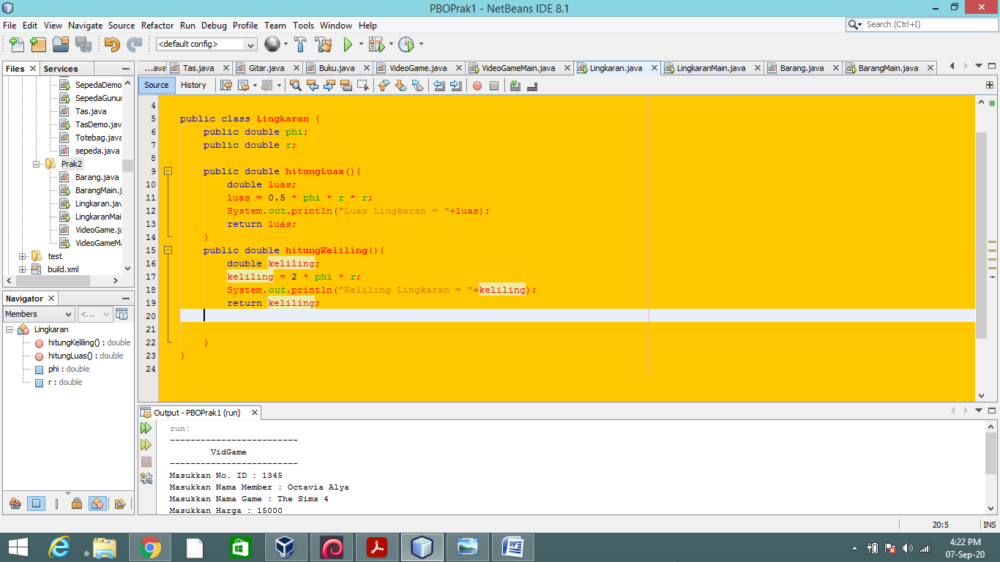 PBOPrak1 - NetBeans IDE 8.1
File Edit View Navigate Source Refactor Run Debug Profile Team Tools Window Help
Search (Ctrl+I)
<default config>
Files Services
...ava Tas.java Gitar.java Buku.java VideoGame.java VideoGameMain.java Lingkaran.java LingkaranMain.java Barang.java BarangMain.java
Source History
SepedaDemo
SepedaGunu
Tas.java
TasDemo.jav
Totebag.java
sepeda.java
Prak2
Barang.java
BarangMain.j
Lingkaran.jav
LingkaranMai
VideoGame.ja
VideoGameMa
test
build.xml
Navigator
Members <...
Lingkaran
hitungKeliling() : double
hitungLuas() : double
phi : double
r : double
4
5 public class Lingkaran {
6 public double phi;
7 public double r;
8
9 public double hitungLuas(){
10 double luas;
11 luas = 0.5 * phi * r * r;
12 System.out.println("Luas Lingkaran = "+luas);
13 return luas;
14 }
15 public double hitungKeliling(){
16 double keliling;
17 keliling = 2 * phi * r;
18 System.out.println("Keliling Lingkaran = "+keliling);
19 return keliling;
20
21
22 }
23 }
24
Output - PBOPrak1 (run)
run:
-------------------------
VidGame
-------------------------
Masukkan No. ID : 1345
Masukkan Nama Member : Octavia Alya
Masukkan Nama Game : The Sims 4
Masukkan Harga : 15000
20:5 INS
4:22 PM
07-Sep-20